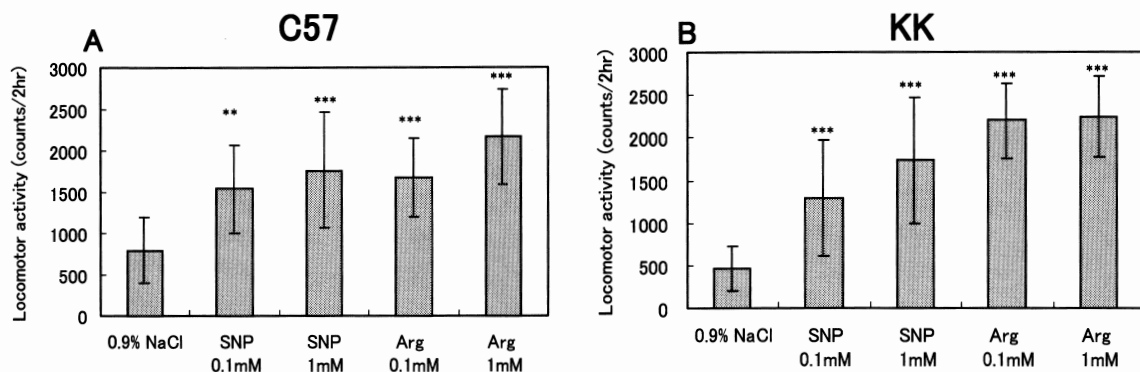 A
C57
Locomotor activity (counts/2hr)
3000
2500
2000
1500
1000
500
0
**
***
***
***
0.9% NaCl
SNP
0.1mM
SNP
1mM
Arg
0.1mM
Arg
1mM
B
KK
Locomotor activity (counts/2hr)
3000
2500
2000
1500
1000
500
0
***
***
***
***
0.9% NaCl
SNP
0.1mM
SNP
1mM
Arg
0.1mM
Arg
1mM